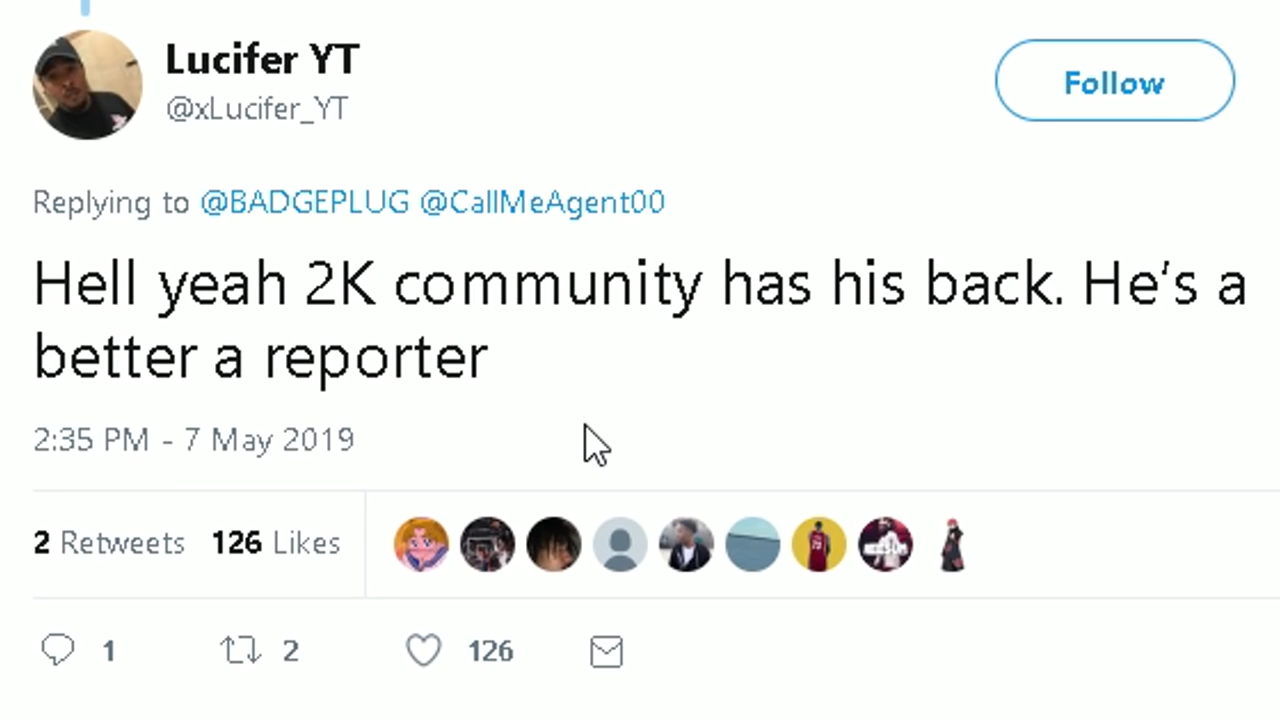 Lucifer YT
@xLucifer_YT
Follow
Replying to @BADGEPLUG @CallMeAgent00
Hell yeah 2K community has his back. He's a
better a reporter
2:35 PM - 7 May 2019
2 Retweets 126 Likes
1 2 126